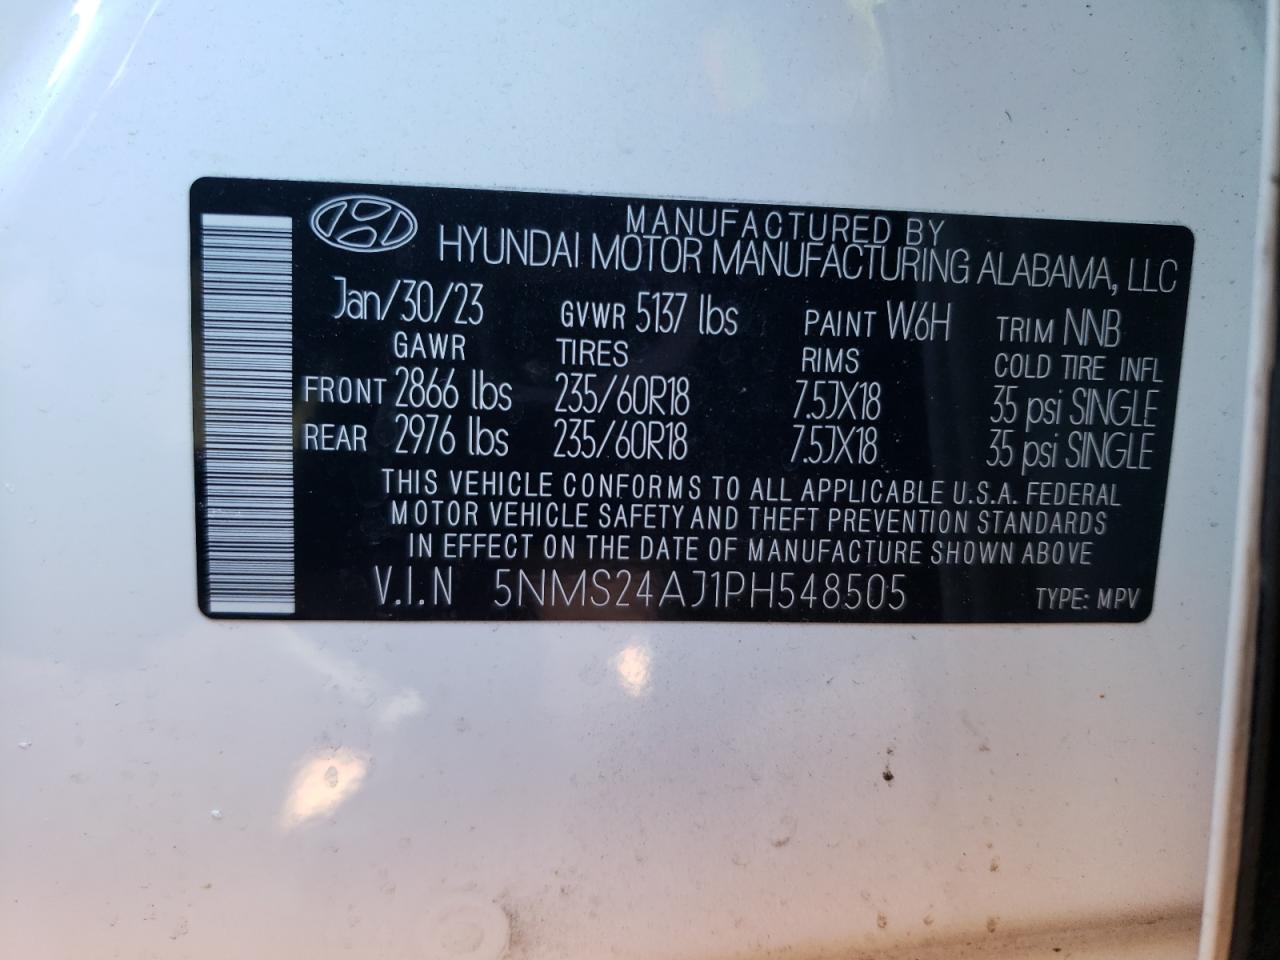 MANUFACTURED BY
HYUNDAI MOTOR MANUFACTURING ALABAMA, LLC
Jan/30/23 GVWR 5137 lbs PAINT W6H TRIM NNB
GAWR TIRES RIMS COLD TIRE INFL
FRONT 2866 lbs 235/60R18 7.5JX18 35 psi SINGLE
REAR 2976 lbs 235/60R18 7.5JX18 35 psi SINGLE
THIS VEHICLE CONFORMS TO ALL APPLICABLE U.S.A. FEDERAL
MOTOR VEHICLE SAFETY AND THEFT PREVENTION STANDARDS
IN EFFECT ON THE DATE OF MANUFACTURE SHOWN ABOVE
V.I.N 5NMS24AJ1PH548505 TYPE: MPV